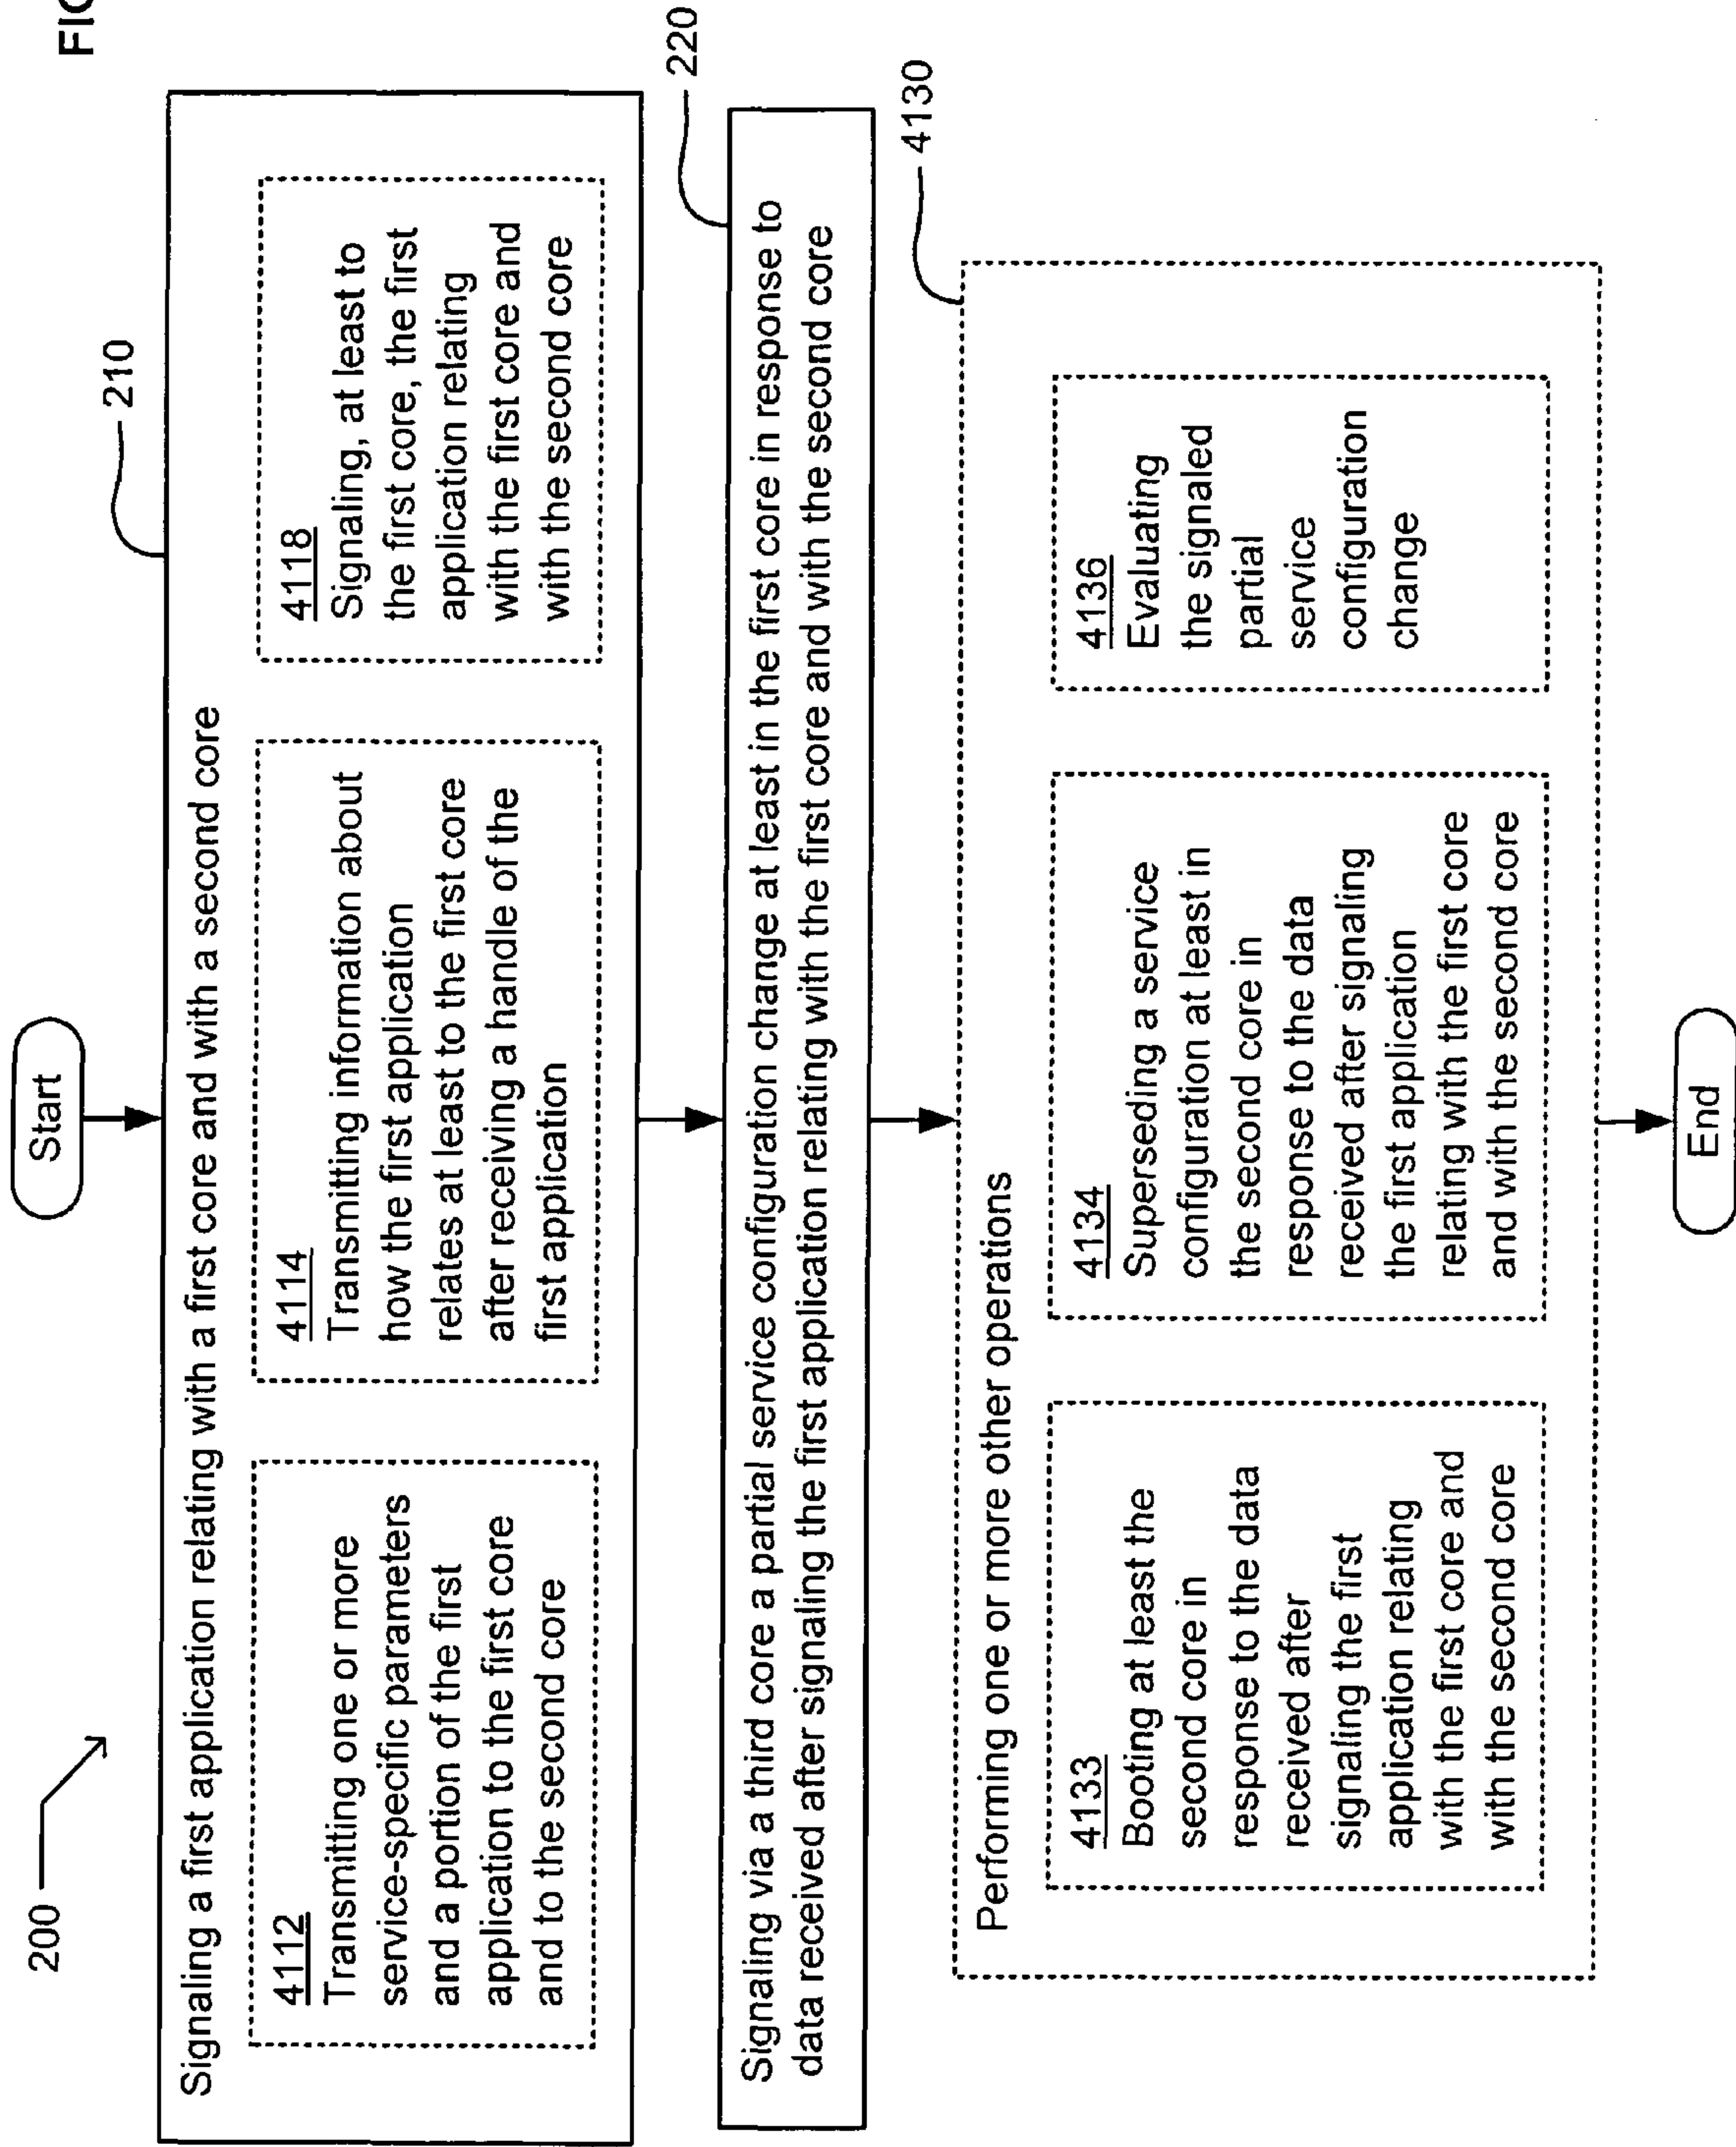 FIG
200
Start
210
Signaling a first application relating with a first core and with a second core
4112
Transmitting one or more
service-specific parameters
and a portion of the first
application to the first core
and to the second core
4114
Transmitting information about
how the first application
relates at least to the first core
after receiving a handle of the
first application
4118
Signaling, at least to
the first core, the first
application relating
with the first core and
with the second core
220
Signaling via a third core a partial service configuration change at least in the first core in response to
data received after signaling the first application relating with the first core and with the second core
4130
Performing one or more other operations
4133
Booting at least the
second core in
response to the data
received after
signaling the first
application relating
with the first core and
with the second core
4134
Superseding a service
configuration at least in
the second core in
response to the data
received after signaling
the first application
relating with the first core
and with the second core
4136
Evaluating
the signaled
partial
service
configuration
change
End